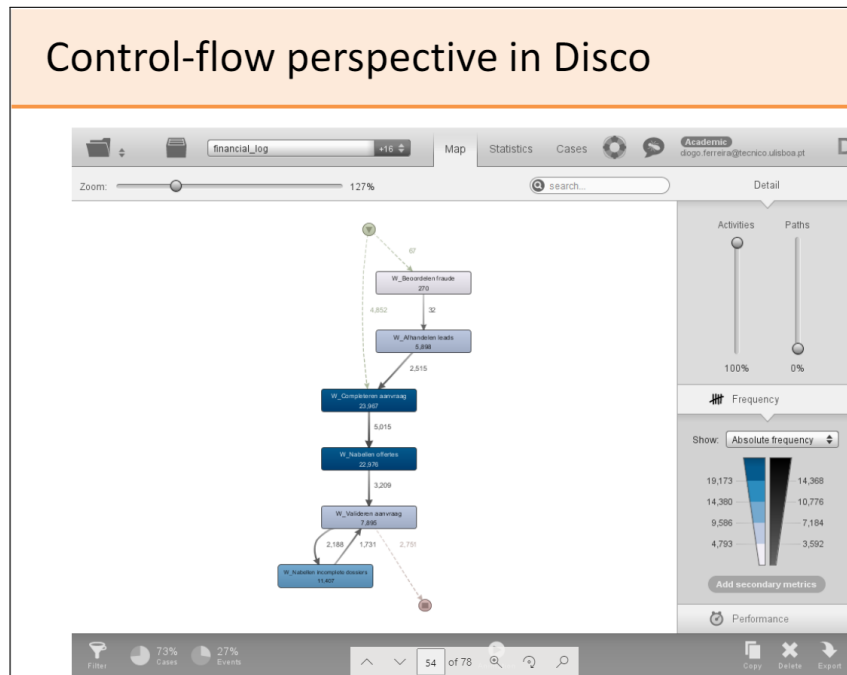 Control-flow perspective in Disco
financial_log
+16
Map
Statistics
Cases
Academic
diogo.ferreira@tecnico.ulisboa.pt
Zoom:
127%
search...
Detail
67
Activities
Paths
W_Beoordelen fraude
270
4,852
32
W_Afhandelen leads
5,898
2,515
100%
0%
W_Completeren aanvraag
23,967
Frequency
5,015
Show:
Absolute frequency
W_Nabellen offertes
22,976
3,209
19,173
14,368
14,380
10,776
W_Valideren aanvraag
7,895
9,586
7,184
2,188
1,731
2,751
4,793
3,592
W_Nabellen incomplete dossiers
11,407
Add secondary metrics
Performance
Filter
73%
Cases
27%
Events
54
of 78
Copy
Delete
Export